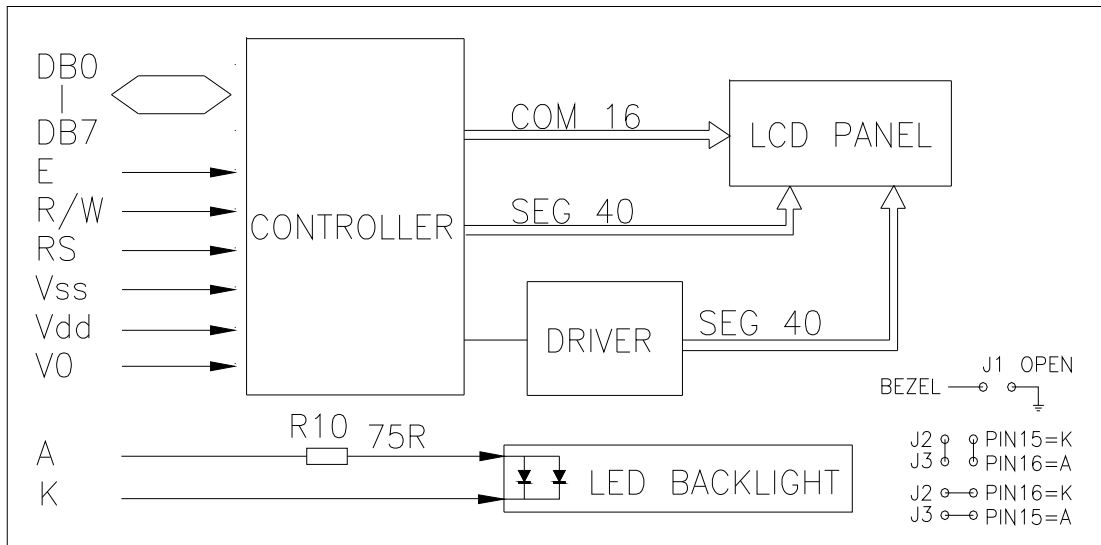 DB0
DB7
E
R/W
RS
Vss
Vdd
V0
CONTROLLER
COM 16
SEG 40
LCD PANEL
DRIVER
SEG 40
J1 OPEN
BEZEL
J2 PIN15=K
J3 PIN16=A
J2 PIN16=K
J3 PIN15=A
A
K
R10 75R
LED BACKLIGHT